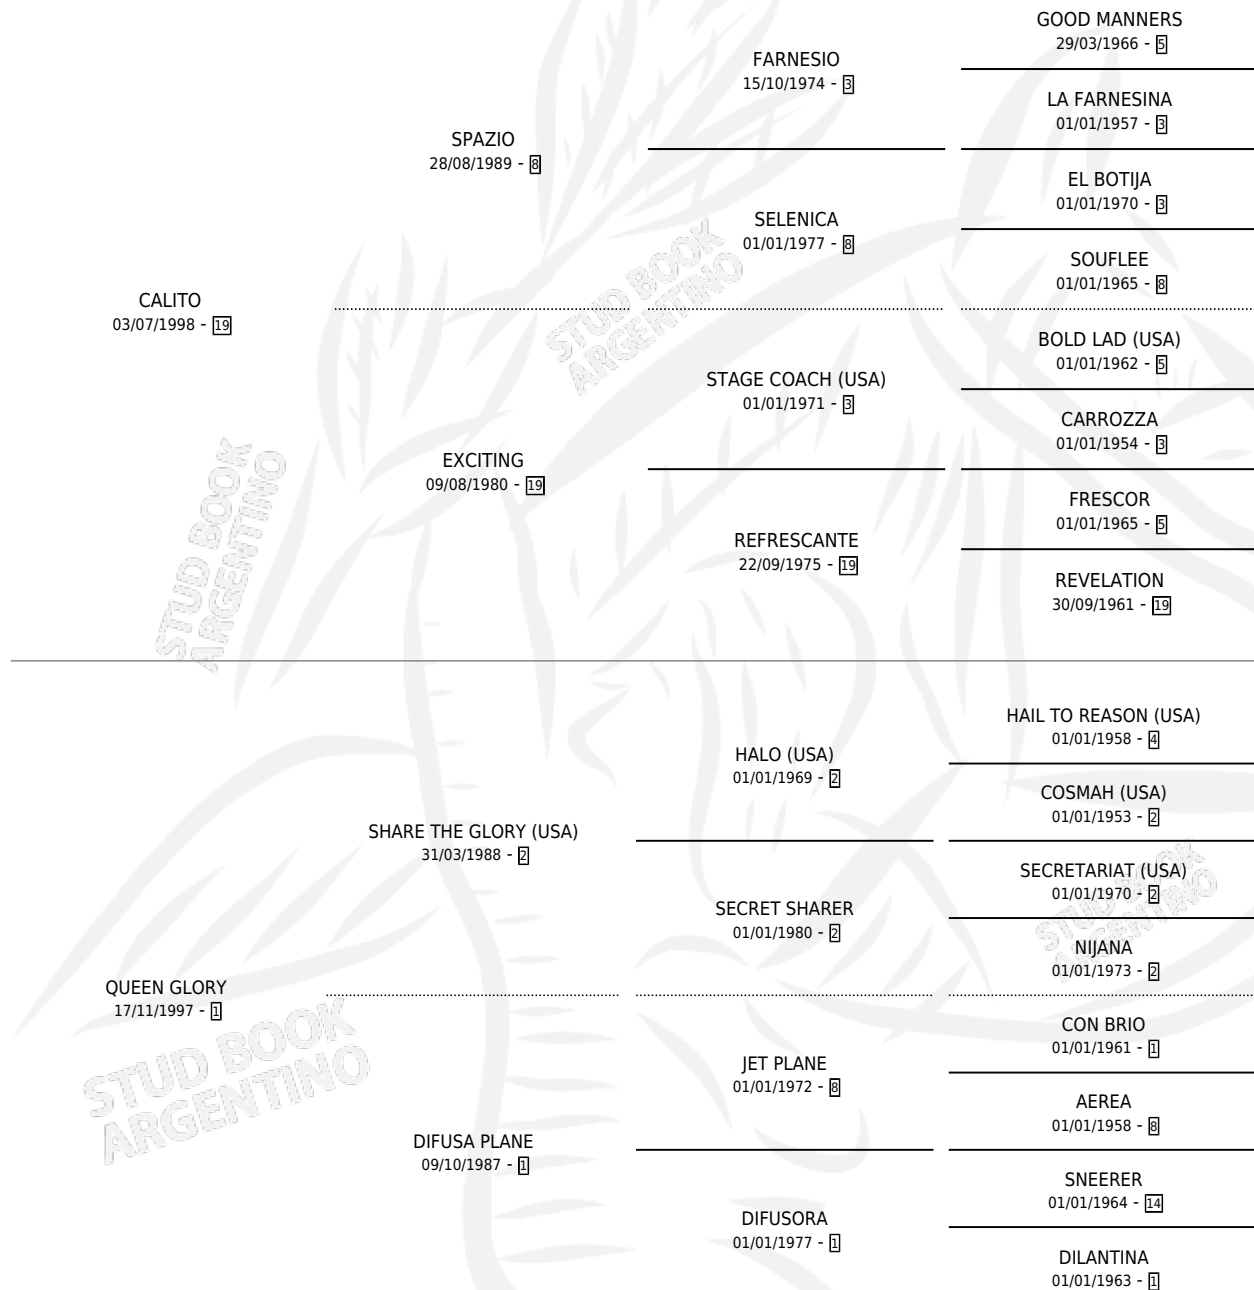 GOOD MANNERS
29/03/1966 - 5
FARNESIO
15/10/1974 - 3
LA FARNESINA
01/01/1957 - 3
SPAZIO
28/08/1989 - 8
EL BOTIJA
01/01/1970 - 3
SELENICA
01/01/1977 - 8
SOUFLEE
01/01/1965 - 8
CALITO
03/07/1998 - 19
BOLD LAD (USA)
01/01/1962 - 5
STAGE COACH (USA)
01/01/1971 - 3
CARROZZA
01/01/1954 - 3
EXCITING
09/08/1980 - 19
FRESCOR
01/01/1965 - 5
REFRESCANTE
22/09/1975 - 19
REVELATION
30/09/1961 - 19
HAIL TO REASON (USA)
01/01/1958 - 4
HALO (USA)
01/01/1969 - 2
COSMAH (USA)
01/01/1953 - 2
SHARE THE GLORY (USA)
31/03/1988 - 2
SECRETARIAT (USA)
01/01/1970 - 2
SECRET SHARER
01/01/1980 - 2
NIJANA
01/01/1973 - 2
QUEEN GLORY
17/11/1997 - 1
CON BRIO
01/01/1961 - 1
JET PLANE
01/01/1972 - 8
AEREA
01/01/1958 - 8
DIFUSA PLANE
09/10/1987 - 1
SNEERER
01/01/1964 - 14
DIFUSORA
01/01/1977 - 1
DILANTINA
01/01/1963 - 1
STUD BOOK
ARGENTINO
STUD BOOK
ARGENTINO
STUD BOOK
ARGENTINO
STUD BOOK
ARGENTINO